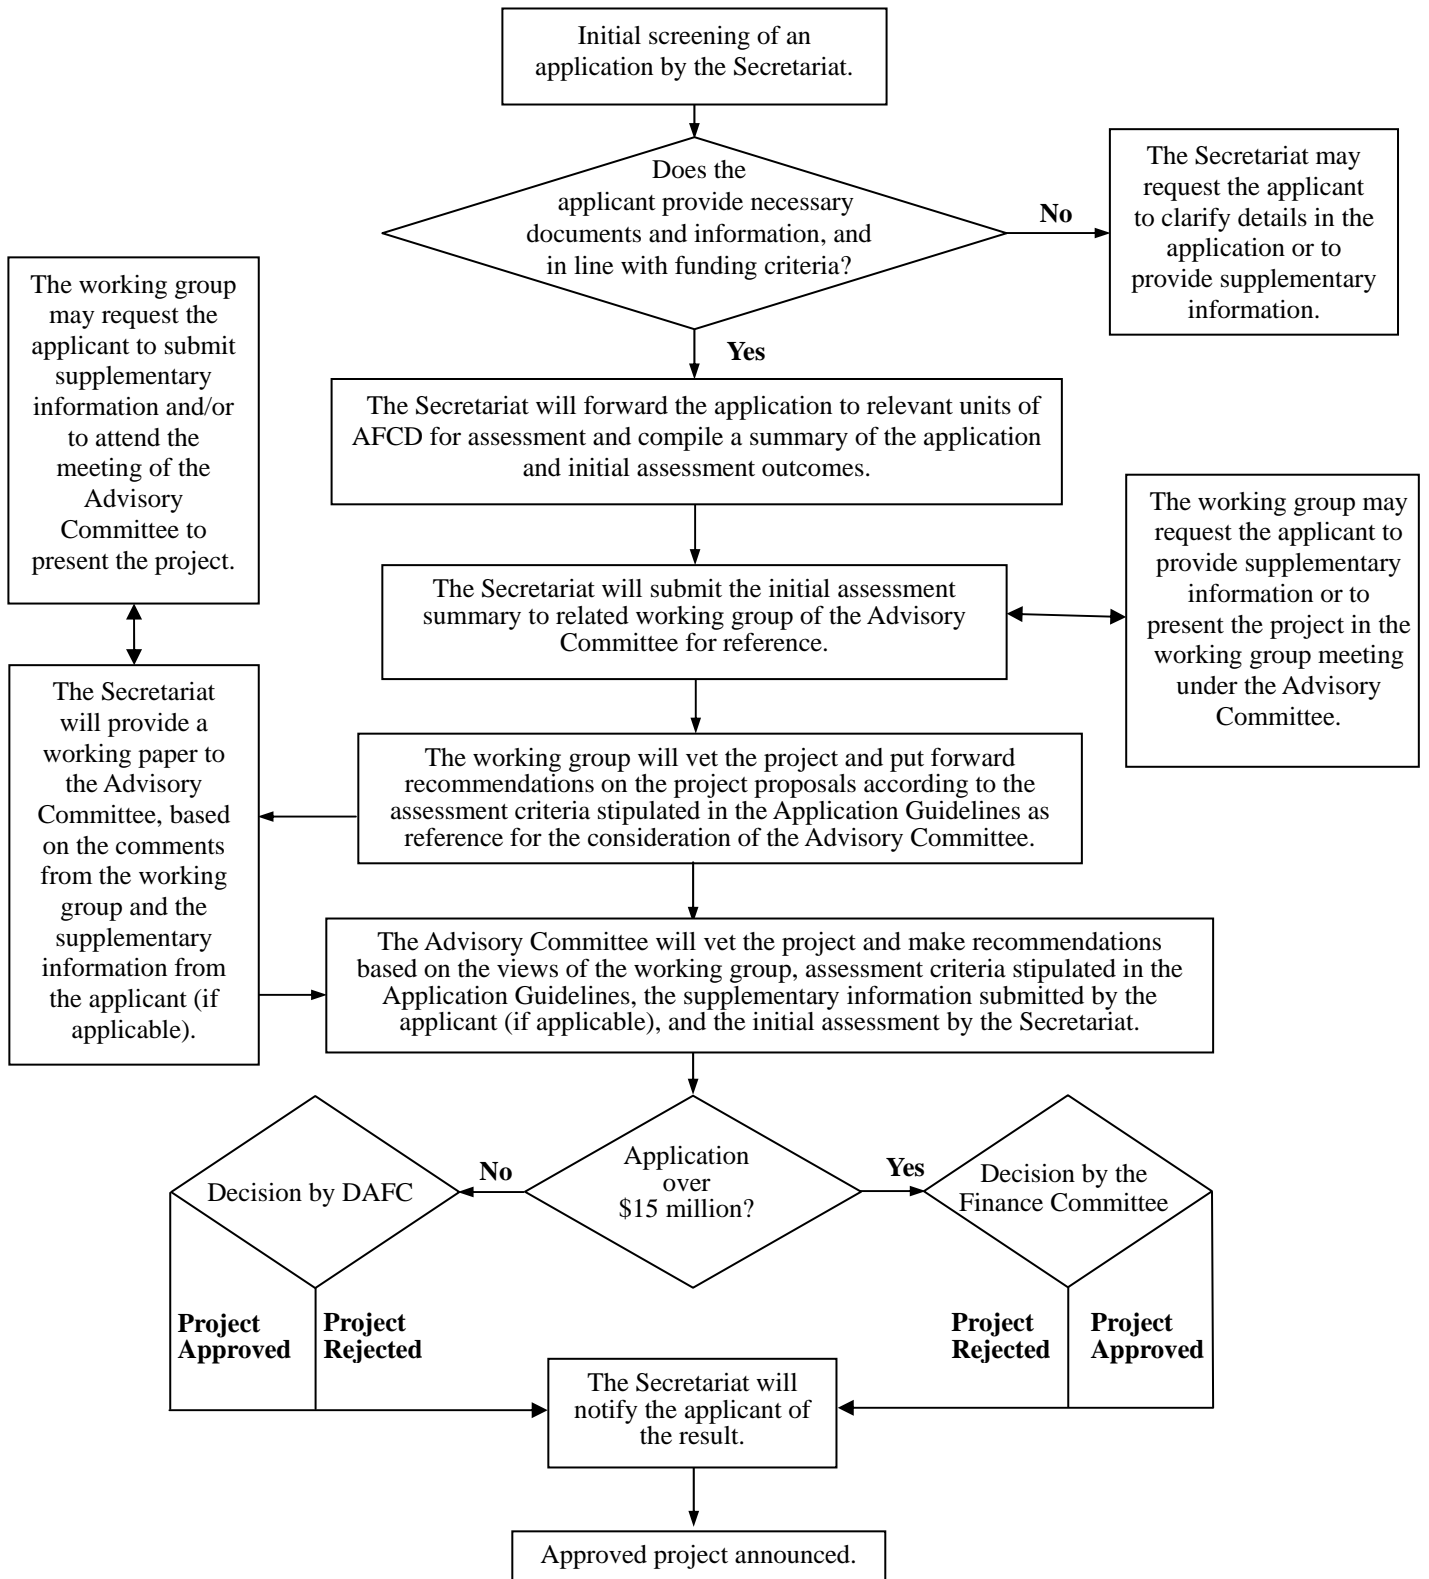 Initial screening of an
application by the Secretariat.
Does the
applicant provide necessary
documents and information, and
in line with funding criteria?
No
The Secretariat may
request the applicant
to clarify details in the
application or to
provide supplementary
information.
Yes
The Secretariat will forward the application to relevant units of
AFCD for assessment and compile a summary of the application
and initial assessment outcomes.
The Secretariat will submit the initial assessment
summary to related working group of the Advisory
Committee for reference.
The working group may
request the applicant to
provide supplementary
information or to
present the project in the
working group meeting
under the Advisory
Committee.
The working group will vet the project and put forward
recommendations on the project proposals according to the
assessment criteria stipulated in the Application Guidelines as
reference for the consideration of the Advisory Committee.
The working group
may request the
applicant to submit
supplementary
information and/or
to attend the
meeting of the
Advisory
Committee to
present the project.
The Secretariat
will provide a
working paper to
the Advisory
Committee, based
on the comments
from the working
group and the
supplementary
information from
the applicant (if
applicable).
The Advisory Committee will vet the project and make recommendations
based on the views of the working group, assessment criteria stipulated in the
Application Guidelines, the supplementary information submitted by the
applicant (if applicable), and the initial assessment by the Secretariat.
Application
over
$15 million?
No
Decision by DAFC
Yes
Decision by the
Finance Committee
Project
Approved
Project
Rejected
Project
Rejected
Project
Approved
The Secretariat will
notify the applicant of
the result.
Approved project announced.